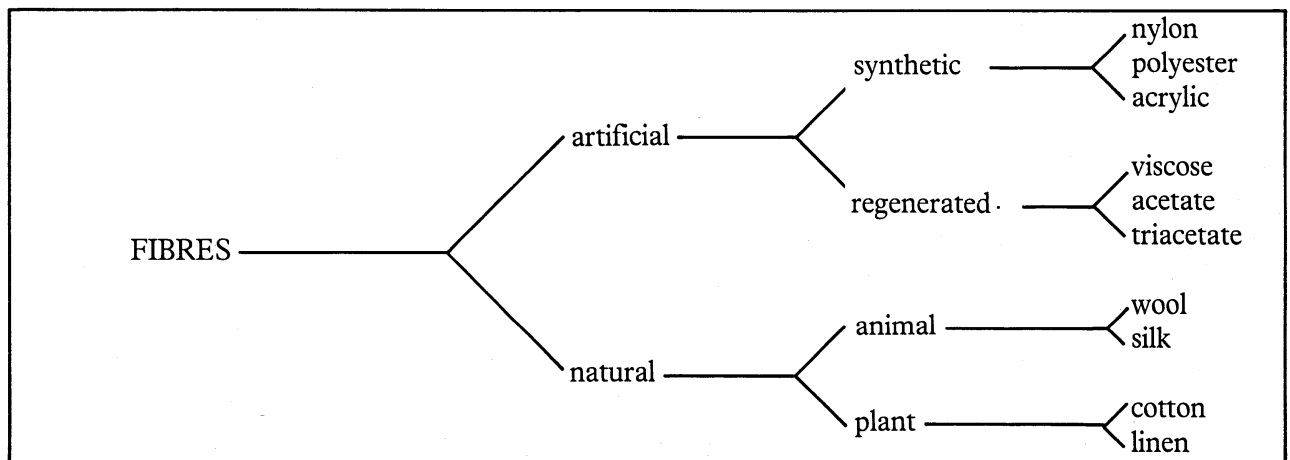 FIBRES
artificial
synthetic
nylon
polyester
acrylic
regenerated
viscose
acetate
triacetate
natural
animal
wool
silk
plant
cotton
linen